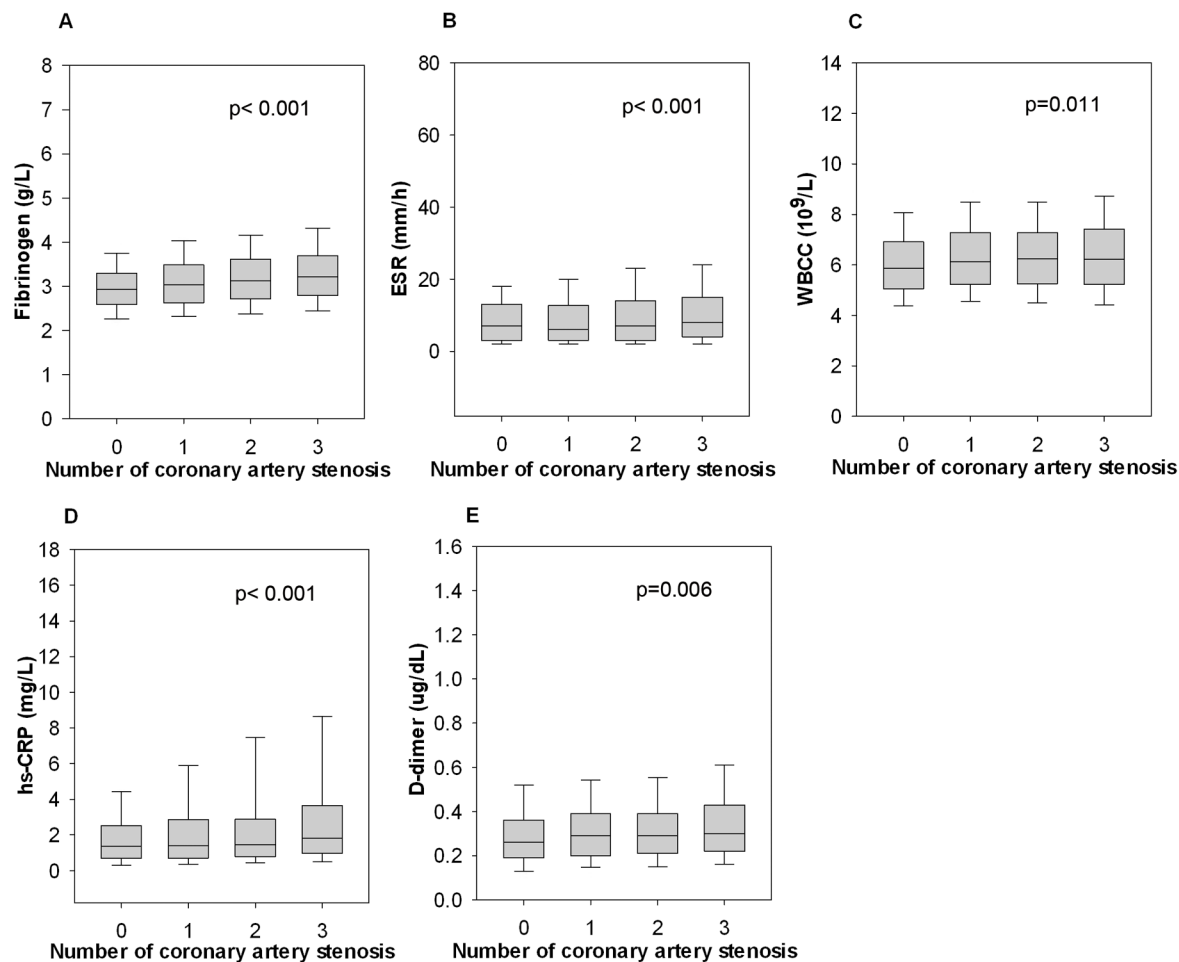 A
Fibrinogen (g/L)
8
7
6
5
4
3
2
1
0
p< 0.001
0 1 2 3
Number of coronary artery stenosis
B
ESR (mm/h)
80
60
40
20
0
p< 0.001
0 1 2 3
Number of coronary artery stenosis
C
WBCC (10⁹/L)
14
12
10
8
6
4
2
0
p=0.011
0 1 2 3
Number of coronary artery stenosis
D
hs-CRP (mg/L)
18
16
14
12
10
8
6
4
2
0
p< 0.001
0 1 2 3
Number of coronary artery stenosis
E
D-dimer (ug/dL)
1.6
1.4
1.2
1.0
0.8
0.6
0.4
0.2
0.0
p=0.006
0 1 2 3
Number of coronary artery stenosis